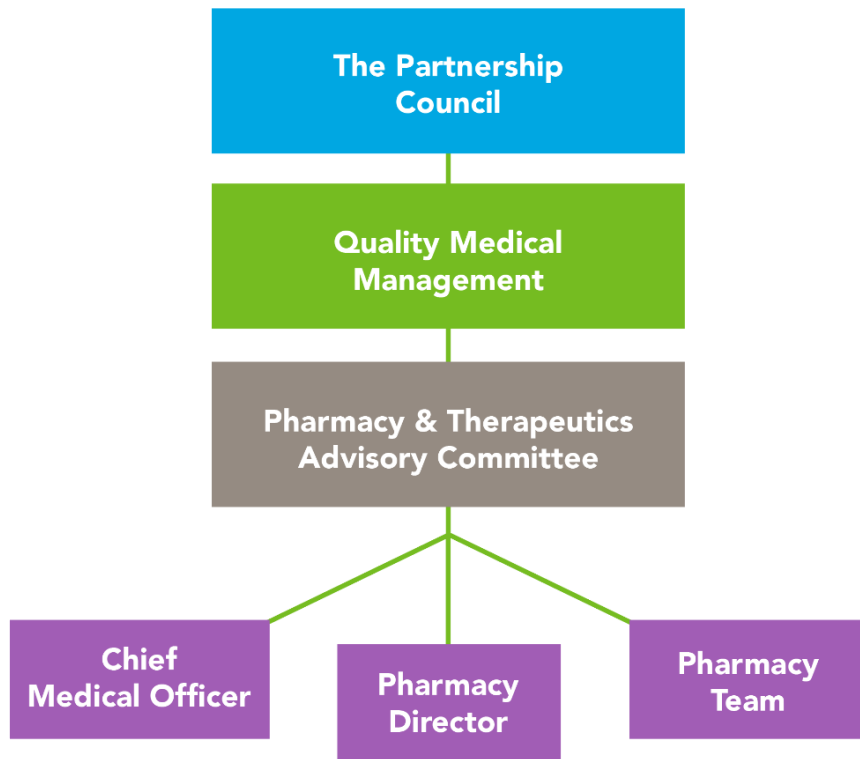 The Partnership
Council
Quality Medical
Management
Pharmacy & Therapeutics
Advisory Committee
Chief
Medical Officer
Pharmacy
Director
Pharmacy
Team